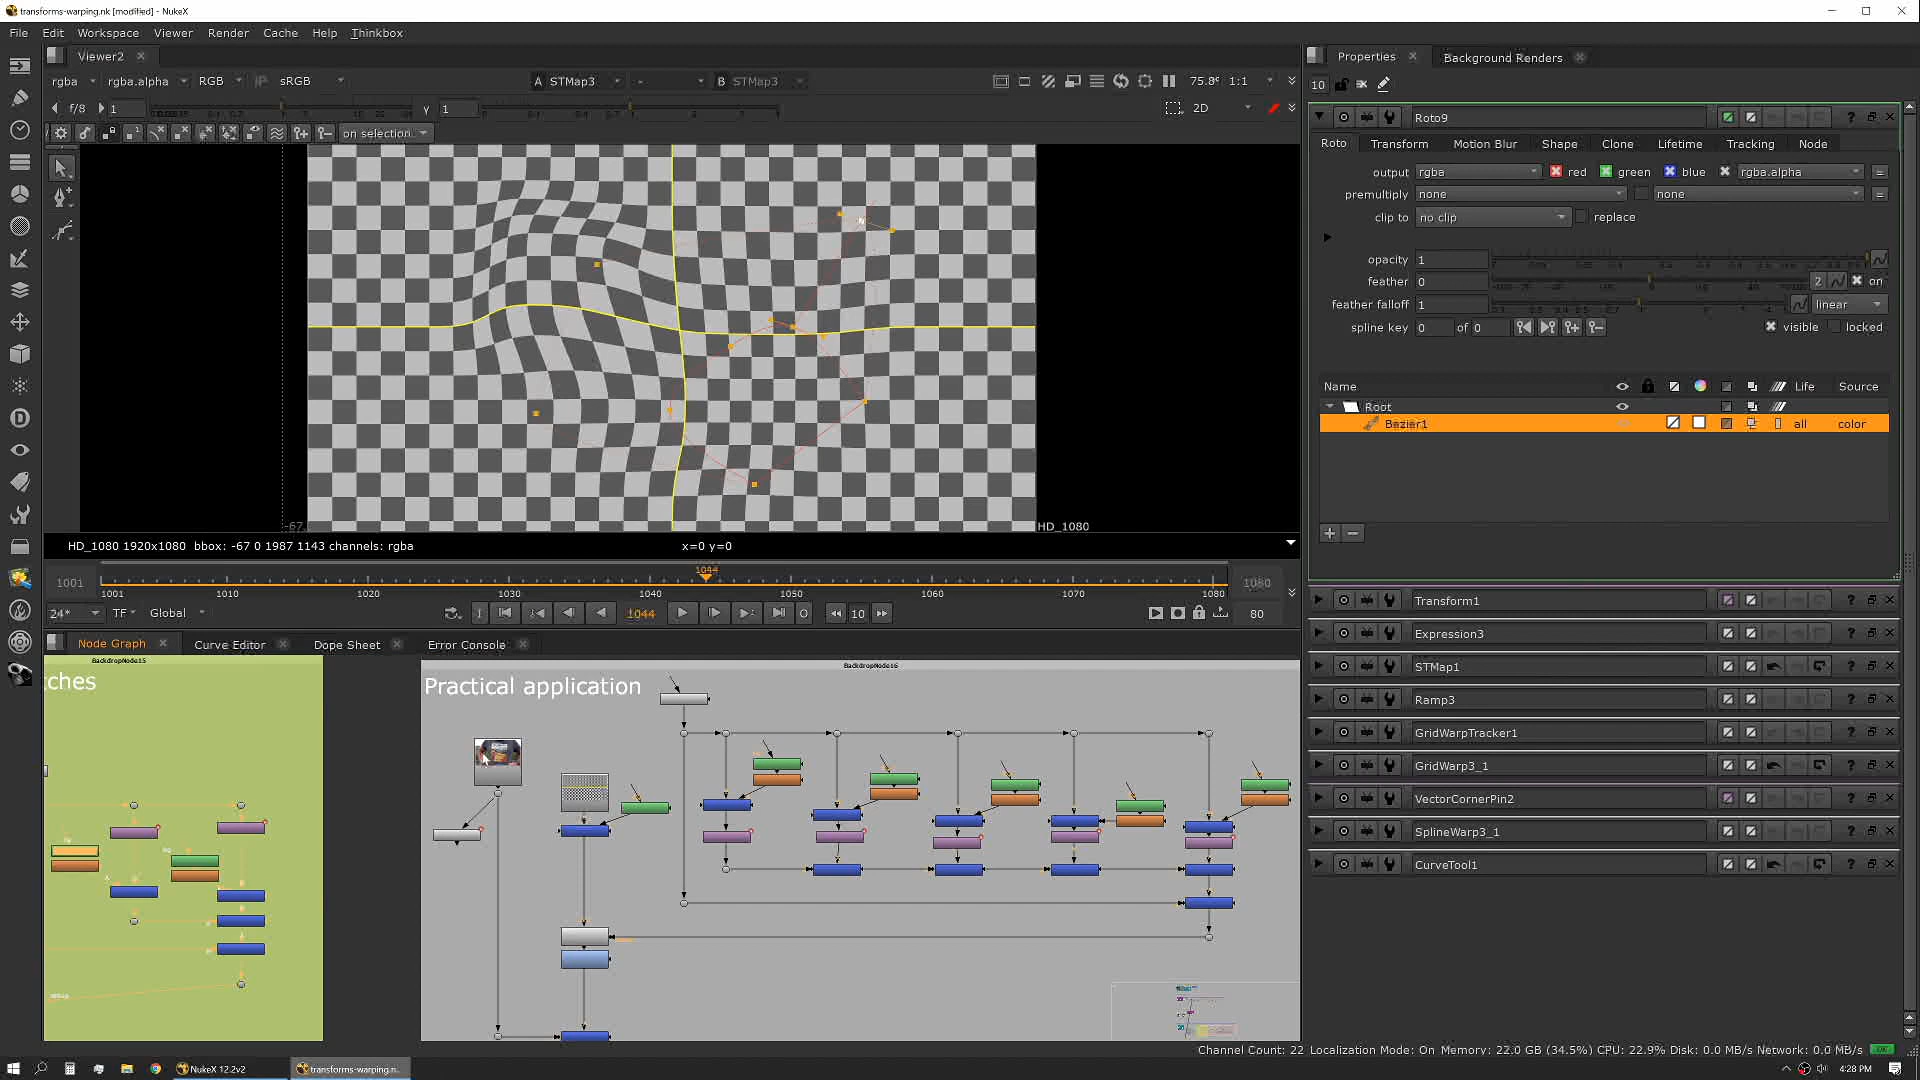 transforms-warping.nk [modified] - NukeX
File Edit Workspace Viewer Render Cache Help Thinkbox
Viewer2
Properties
Background Renders
rgba rgba.alpha RGB IP sRGB A STMap3 - B STMap3 75.8 1:1
f/8 1 Y 1 2D
10
on selection
Roto9
Roto Transform Motion Blur Shape Clone Lifetime Tracking Node
output rgba red green blue rgba.alpha =
premultiply none none =
clip to no clip replace
opacity 1
feather 0 2 on
feather falloff 1 linear
spline key 0 of 0 visible locked
Name Life Source
Root
Bezier1 all color
-67,
HD_1080
HD_1080 1920x1080 bbox: -67 0 1987 1143 channels: rgba x=0 y=0
1001 1044 1080
1001 1010 1020 1030 1040 1050 1060 1070 1080
24* TF Global 1044 10 80
Node Graph Curve Editor Dope Sheet Error Console
Transform1
Expression3
STMap1
Ramp3
GridWarpTracker1
GridWarp3_1
VectorCornerPin2
SplineWarp3_1
CurveTool1
BackdropNode15
ches
BackdropNode16
Practical application
Channel Count: 22 Localization Mode: On Memory: 22.0 GB (34.5%) CPU: 22.9% Disk: 0.0 MB/s Network: 0.0 MB/s
NukeX 12.2v2
transforms-warping.n...
4:28 PM